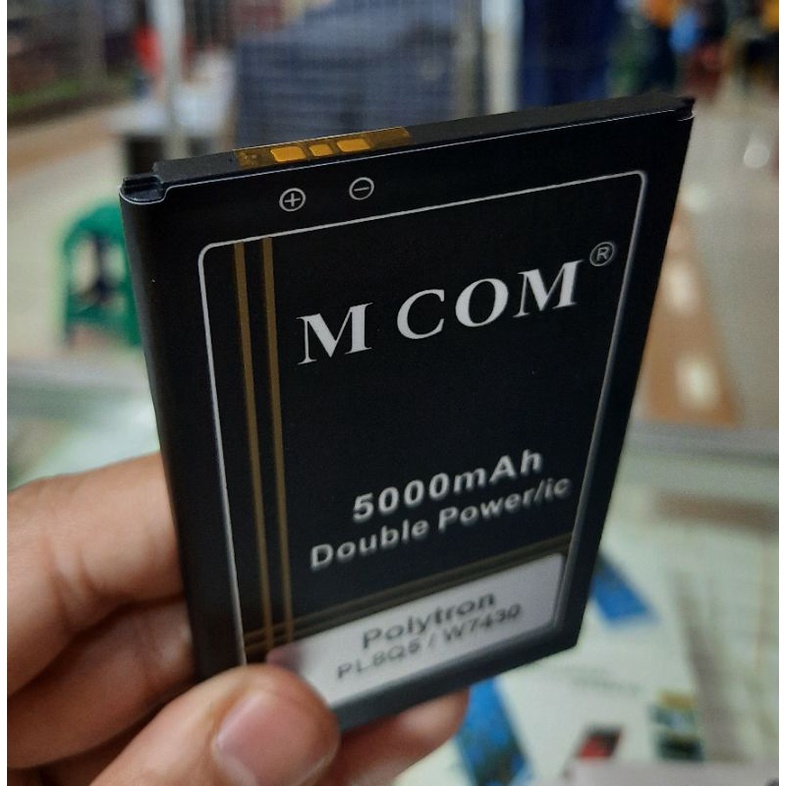 ⊕ ⊖
M COM®
5000mAh
Double Power/ic
Polytron
PL8Q5 / W7430